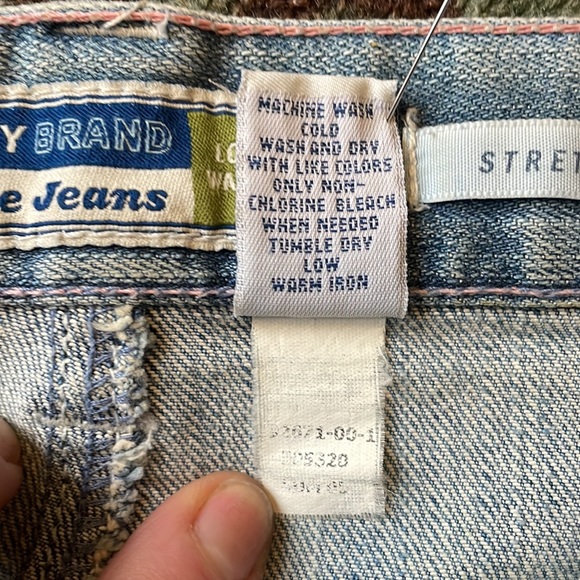 Y BRAND
e Jeans
LO
WA
MACHINE WASH
COLD
WASH AND DRY
WITH LIKE COLORS
ONLY NON-
CHLORINE BLEACH
WHEN NEEDED
TUMBLE DRY
LOW
WARM IRON
STRET